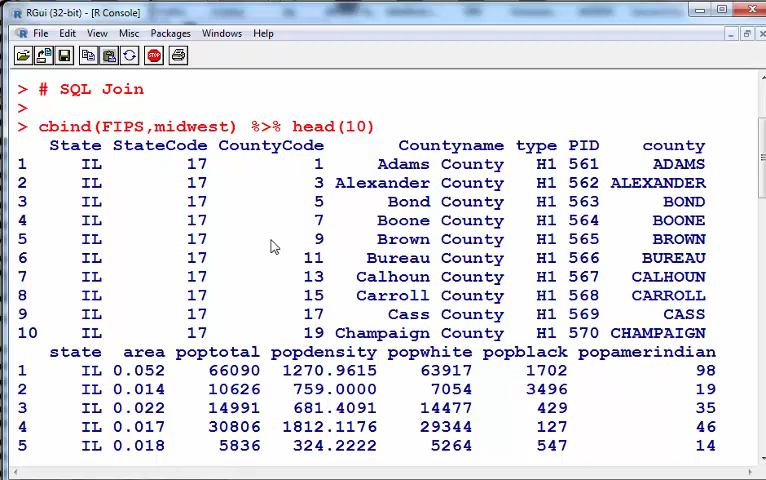 RGui (32-bit) - [R Console]
File Edit View Misc Packages Windows Help
STOP
> # SQL Join
>
> cbind(FIPS,midwest) %>% head(10)
State StateCode CountyCode Countyname type PID county
1 IL 17 1 Adams County H1 561 ADAMS
2 IL 17 3 Alexander County H1 562 ALEXANDER
3 IL 17 5 Bond County H1 563 BOND
4 IL 17 7 Boone County H1 564 BOONE
5 IL 17 9 Brown County H1 565 BROWN
6 IL 17 11 Bureau County H1 566 BUREAU
7 IL 17 13 Calhoun County H1 567 CALHOUN
8 IL 17 15 Carroll County H1 568 CARROLL
9 IL 17 17 Cass County H1 569 CASS
10 IL 17 19 Champaign County H1 570 CHAMPAIGN
state area poptotal popdensity popwhite popblack popamerindian
1 IL 0.052 66090 1270.9615 63917 1702 98
2 IL 0.014 10626 759.0000 7054 3496 19
3 IL 0.022 14991 681.4091 14477 429 35
4 IL 0.017 30806 1812.1176 29344 127 46
5 IL 0.018 5836 324.2222 5264 547 14